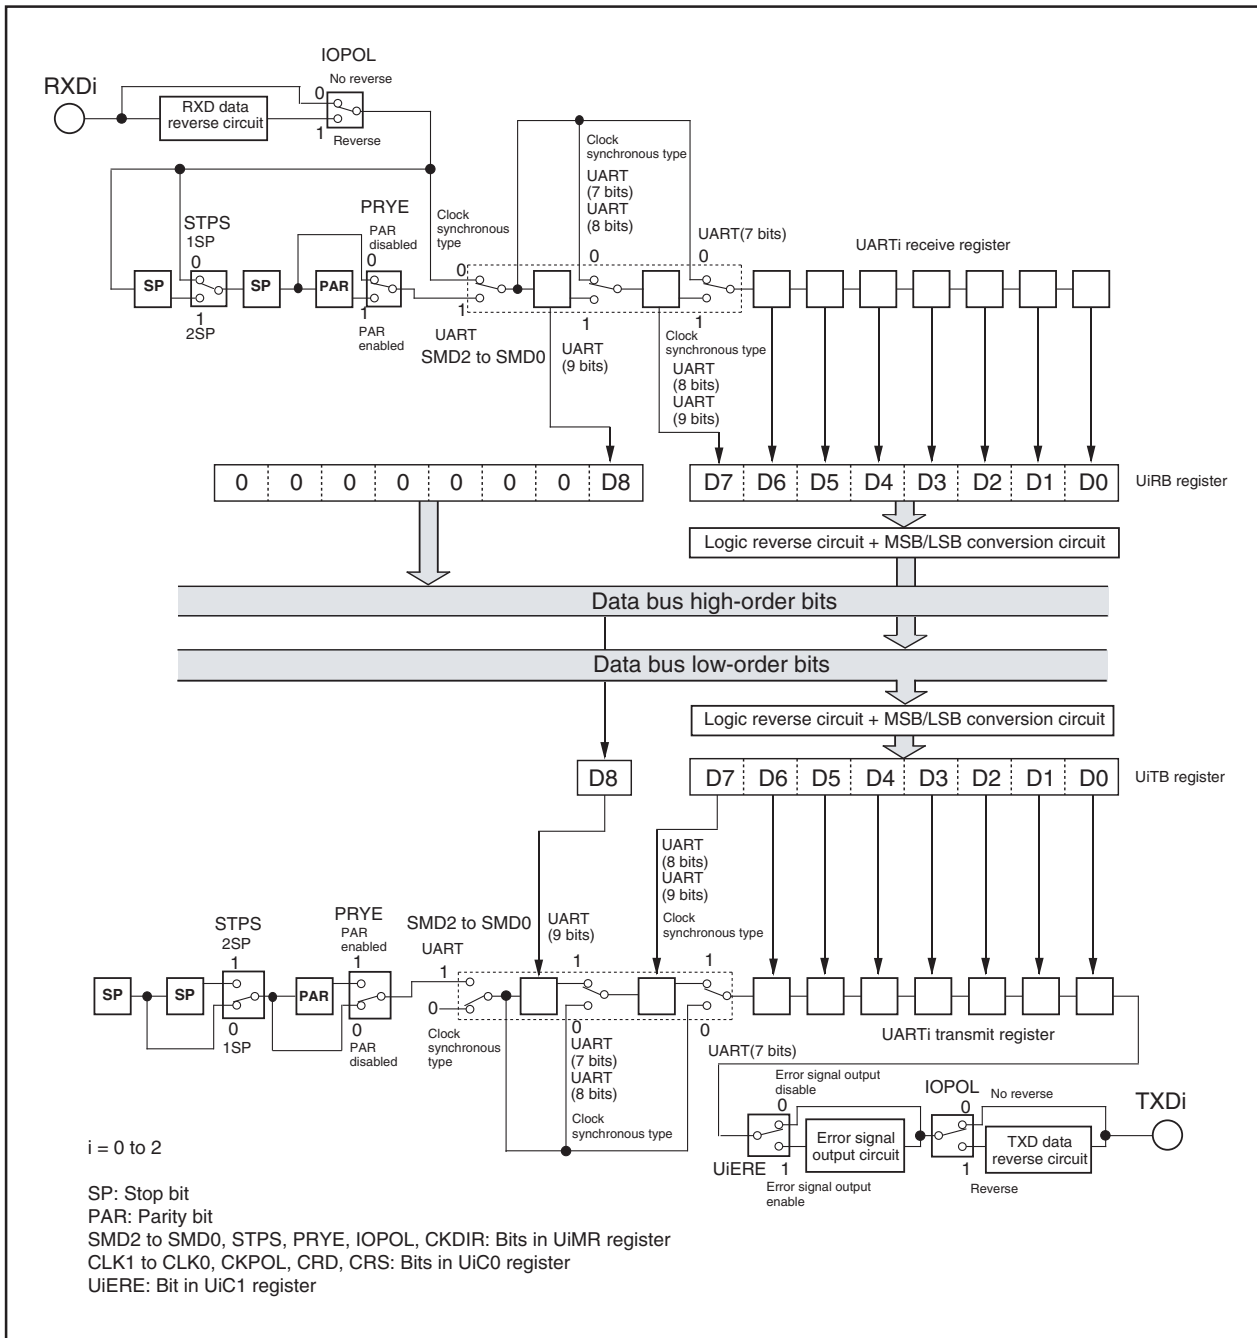 IOPOL
No reverse
RXDi
0
RXD data
reverse circuit
1
Reverse
Clock
synchronous type
UART
(7 bits)
UART
(8 bits)
STPS
1SP
0
PRYE
PAR
disabled
0
Clock
synchronous
type
0
UART(7 bits)
0
0
UARTi receive register
SP
SP
PAR
1
2SP
1
PAR
enabled
1
UART
SMD2 to SMD0
1
UART
(9 bits)
1
Clock
synchronous type
UART
(8 bits)
UART
(9 bits)
0 0 0 0 0 0 0 D8
D7 D6 D5 D4 D3 D2 D1 D0
UiRB register
Logic reverse circuit + MSB/LSB conversion circuit
Data bus high-order bits
Data bus low-order bits
Logic reverse circuit + MSB/LSB conversion circuit
D8
D7 D6 D5 D4 D3 D2 D1 D0
UiTB register
UART
(8 bits)
UART
(9 bits)
Clock
synchronous type
STPS
2SP
1
PRYE
PAR
enabled
1
SMD2 to SMD0
UART
1
UART
(9 bits)
1
1
SP
SP
PAR
0
1SP
0
PAR
disabled
0
Clock
synchronous
type
0
UART
(7 bits)
UART
(8 bits)
Clock
synchronous type
0
UART(7 bits)
UARTi transmit register
Error signal output
disable
0
IOPOL
0
No reverse
TXDi
Error signal
output circuit
TXD data
reverse circuit
UiERE
1
Error signal output
enable
1
Reverse
i = 0 to 2
SP: Stop bit
PAR: Parity bit
SMD2 to SMD0, STPS, PRYE, IOPOL, CKDIR: Bits in UiMR register
CLK1 to CLK0, CKPOL, CRD, CRS: Bits in UiC0 register
UiERE: Bit in UiC1 register